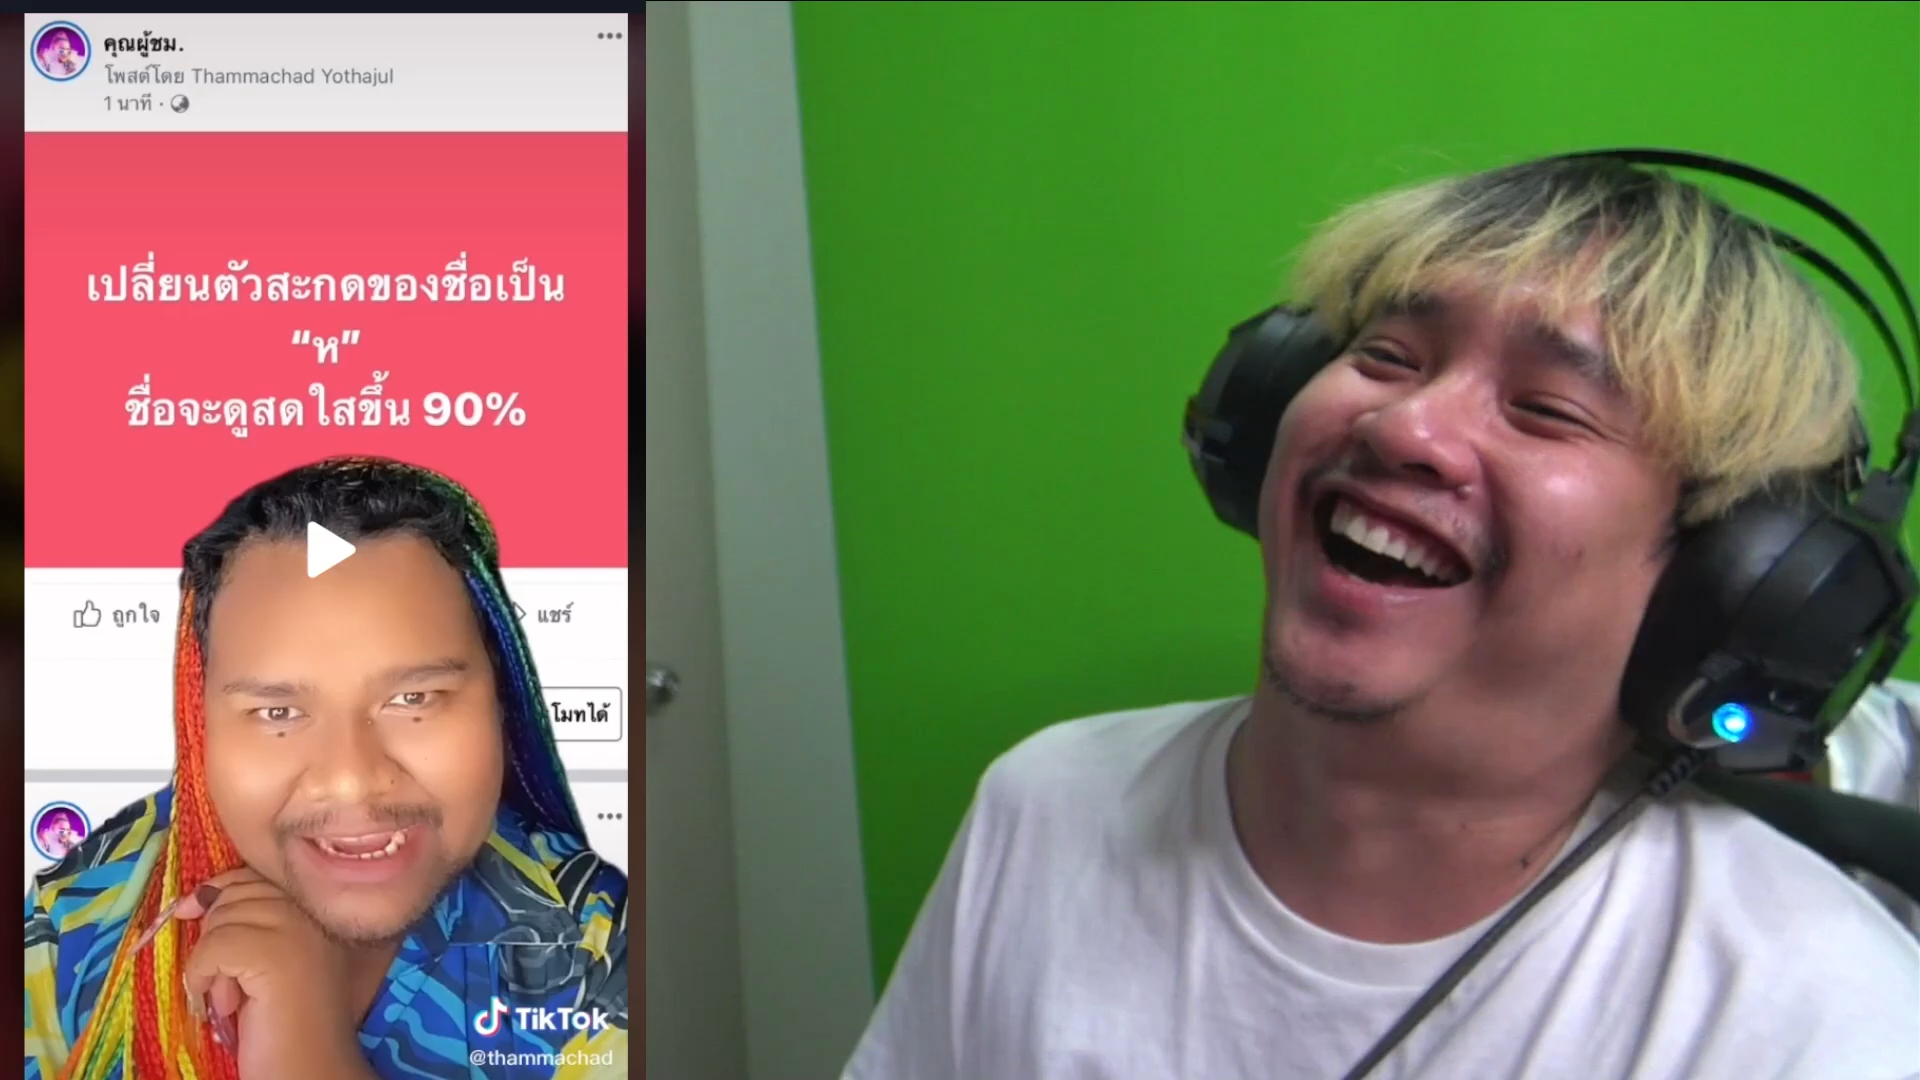 คุณผู้ชม.
โพสต์โดย Thammachad Yothajul
1 นาที ·
เปลี่ยนตัวสะกดของชื่อเป็น
“ห”
ชื่อจะดูสดใสขึ้น 90%
ถูกใจ
แชร์
โมทได้
TikTok
@thammachad